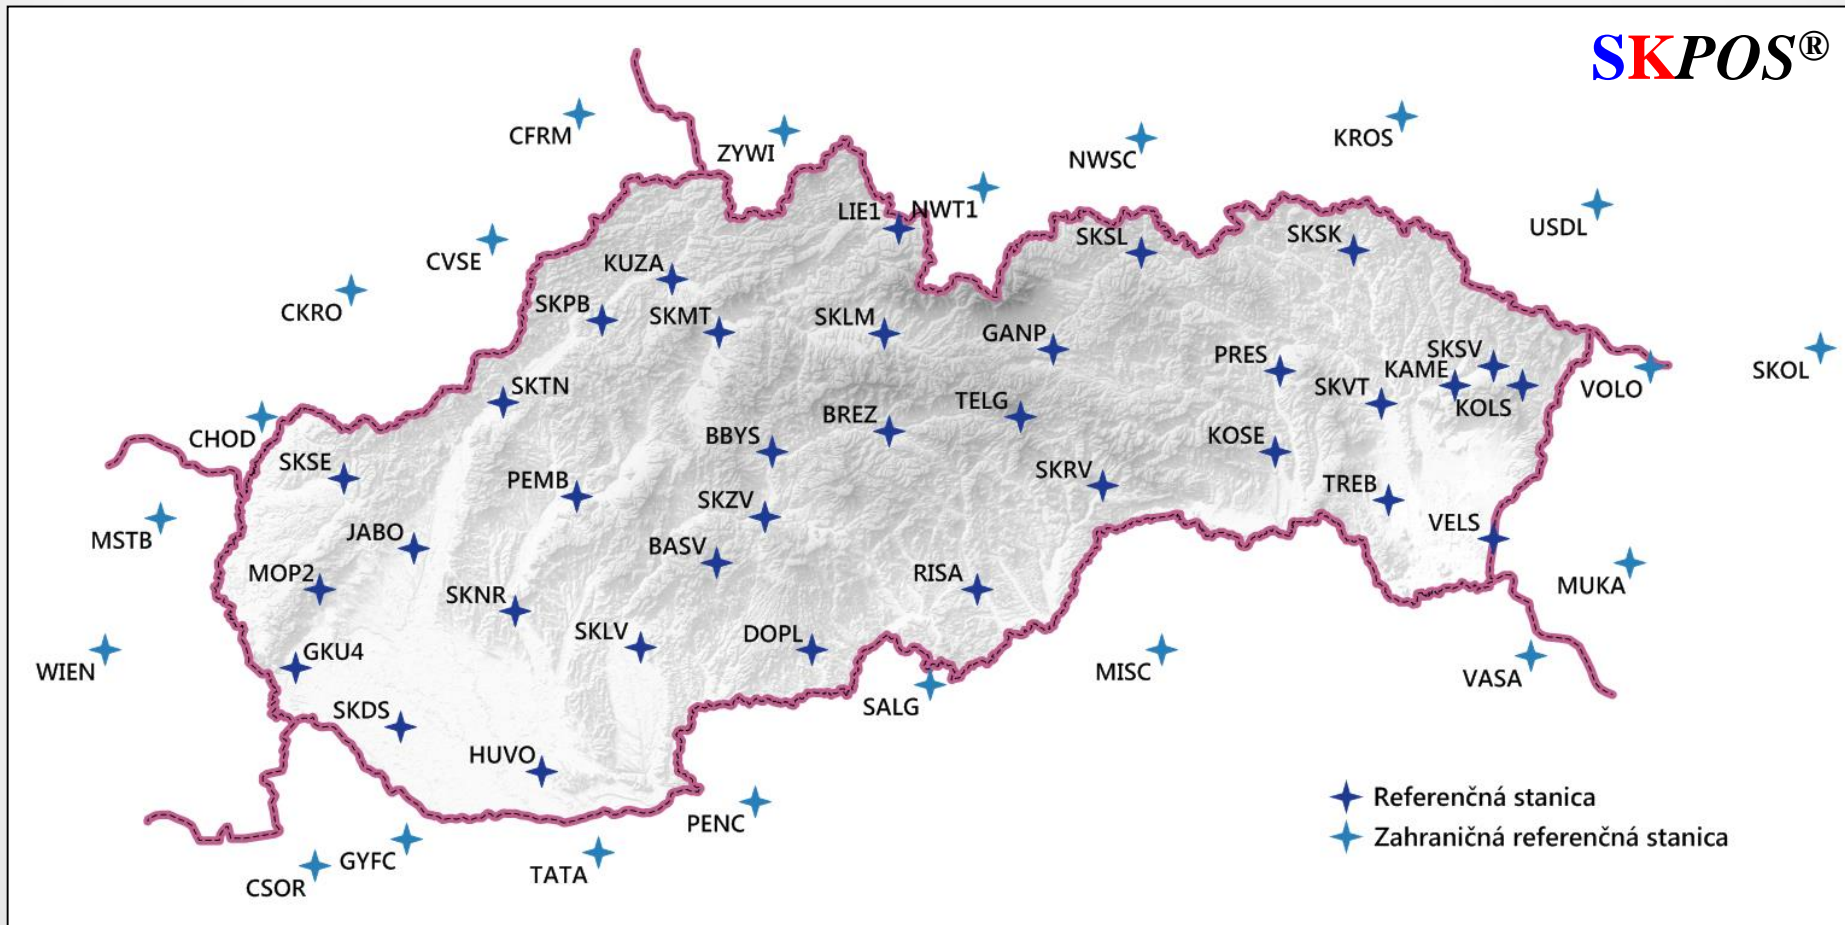 SKPOS®
CFRM
ZYWI
NWSC
KROS
LIE1
NWT1
USDL
SKSL
SKSK
CVSE
KUZA
CKRO
SKPB
SKMT
SKLM
GANP
PRES
SKSV
KAME
SKVT
KOLS
VOLO
SKOL
SKTN
BREZ
TELG
CHOD
BBYS
KOSE
SKSE
PEMB
SKZV
SKRV
TREB
VELS
MSTB
JABO
BASV
MOP2
RISA
MUKA
SKNR
SKLV
DOPL
GKU4
WIEN
MISC
VASA
SALG
SKDS
HUVO
PENC
GYFC
CSOR
TATA
Referenčná stanica
Zahraničná referenčná stanica